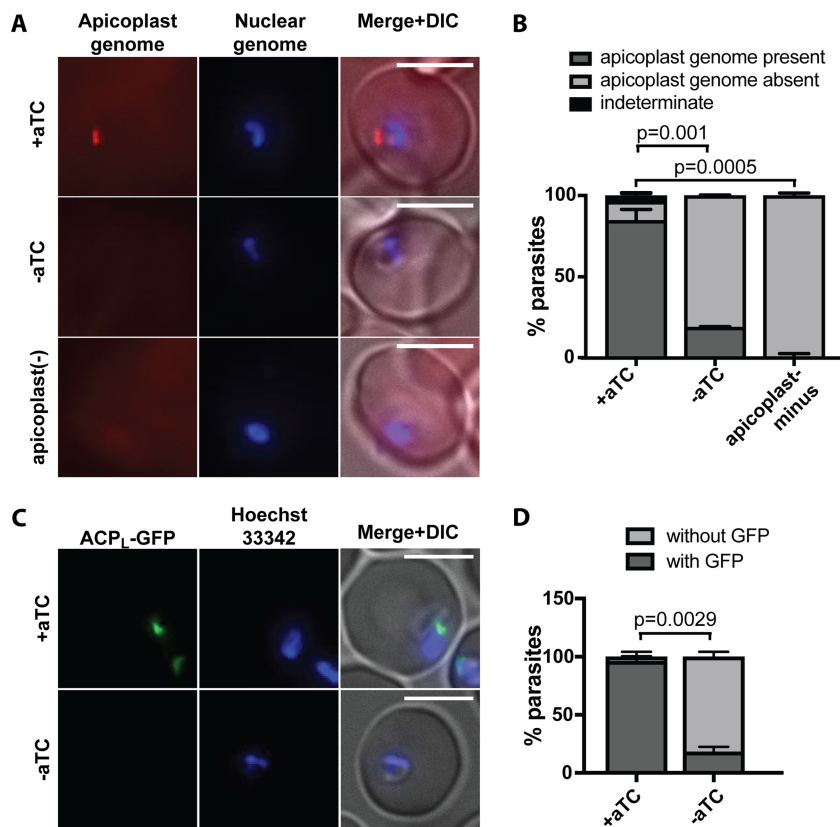 A
Apicoplast
genome
Nuclear
genome
Merge+DIC
+aTC
-aTC
apicoplast(-)
B
apicoplast genome present
apicoplast genome absent
indeterminate
p=0.001
p=0.0005
100
50
0
% parasites
+aTC
-aTC
apicoplast-
minus
C
ACPL-GFP
Hoechst
33342
Merge+DIC
+aTC
-aTC
D
without GFP
with GFP
p=0.0029
150
100
50
0
% parasites
+aTC
-aTC